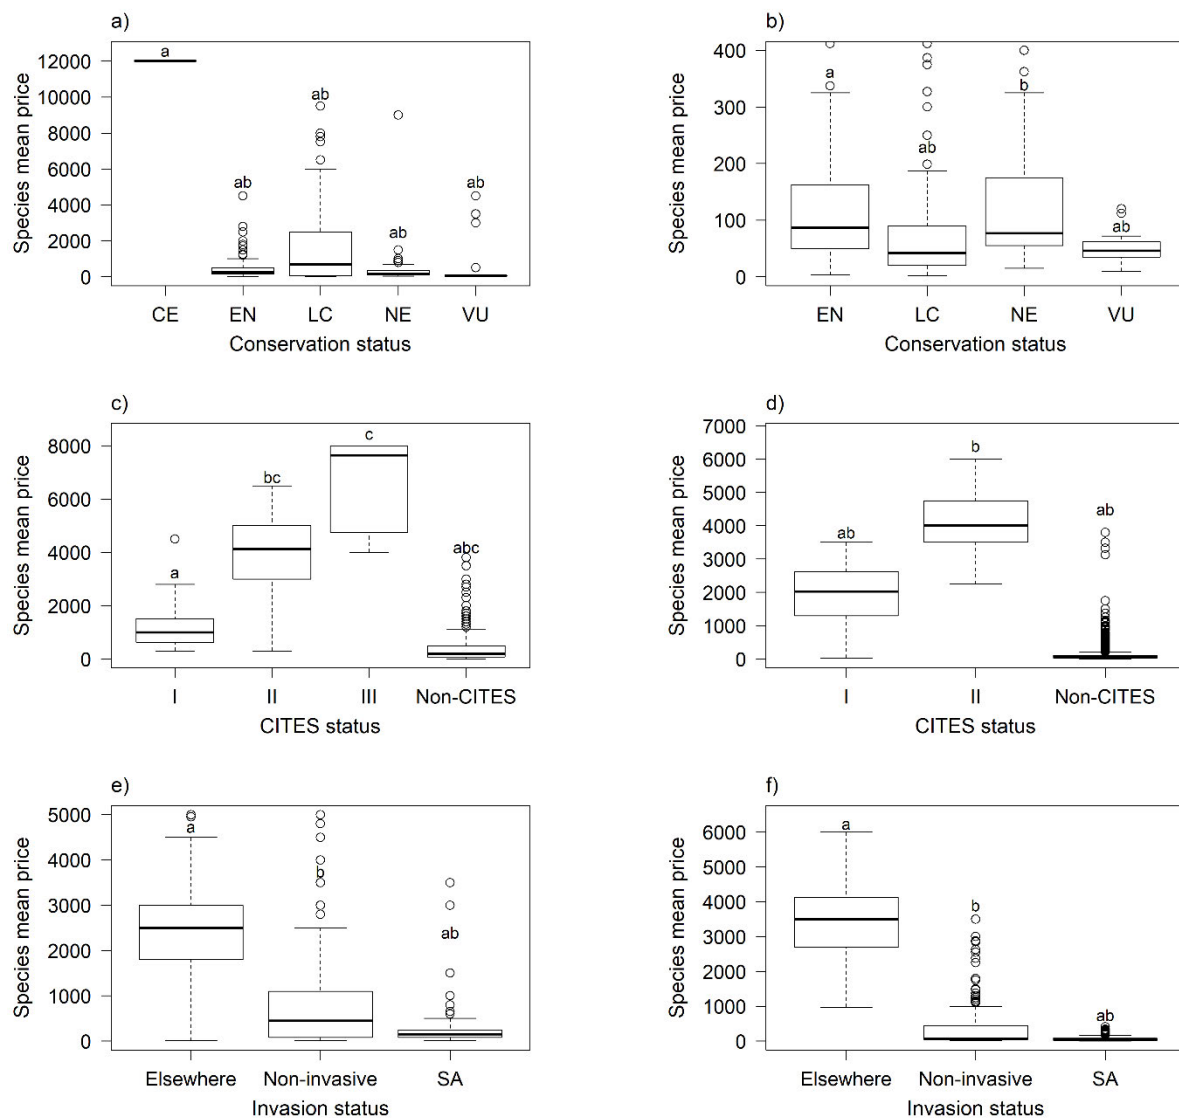 a)
Species mean price
12000
10000
8000
6000
4000
2000
0
a
ab
ab
ab
ab
CE EN LC NE VU
Conservation status
b)
Species mean price
400
300
200
100
0
a
ab
b
ab
EN LC NE VU
Conservation status
c)
Species mean price
8000
6000
4000
2000
0
a
bc
c
abc
I II III Non-CITES
CITES status
d)
Species mean price
7000
6000
5000
4000
3000
2000
1000
0
ab
b
ab
I II Non-CITES
CITES status
e)
Species mean price
5000
4000
3000
2000
1000
0
a
b
ab
Elsewhere Non-invasive SA
Invasion status
f)
Species mean price
6000
5000
4000
3000
2000
1000
0
a
b
ab
Elsewhere Non-invasive SA
Invasion status